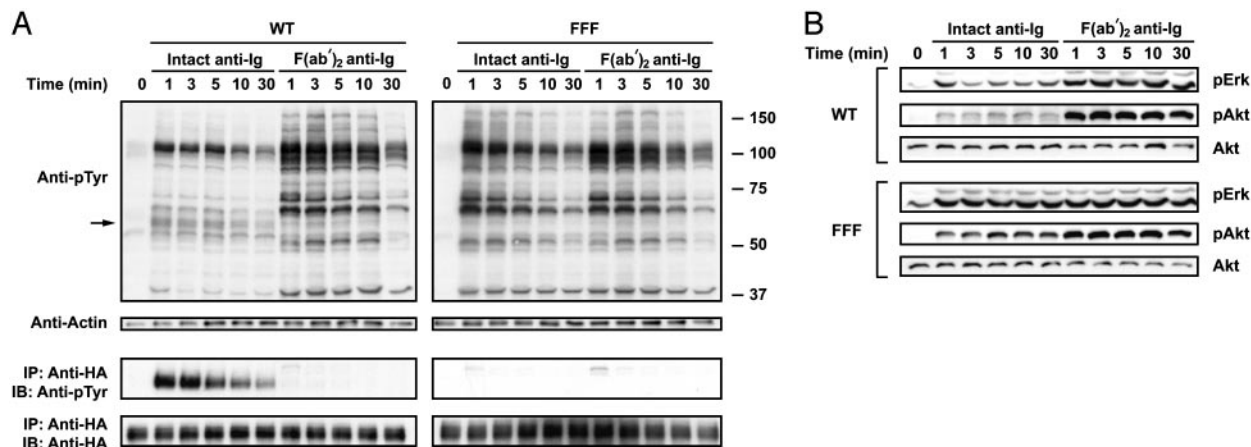 A
WT
FFF
Intact anti-Ig F(ab′)₂ anti-Ig Intact anti-Ig F(ab′)₂ anti-Ig
Time (min) 0 1 3 5 10 30 1 3 5 10 30 0 1 3 5 10 30 1 3 5 10 30
Anti-pTyr
– 150
– 100
– 75
– 50
– 37
Anti-Actin
IP: Anti-HA
IB: Anti-pTyr
IP: Anti-HA
IB: Anti-HA
B
Intact anti-Ig F(ab′)₂ anti-Ig
Time (min) 0 1 3 5 10 30 1 3 5 10 30
WT
pErk
pAkt
Akt
FFF
pErk
pAkt
Akt